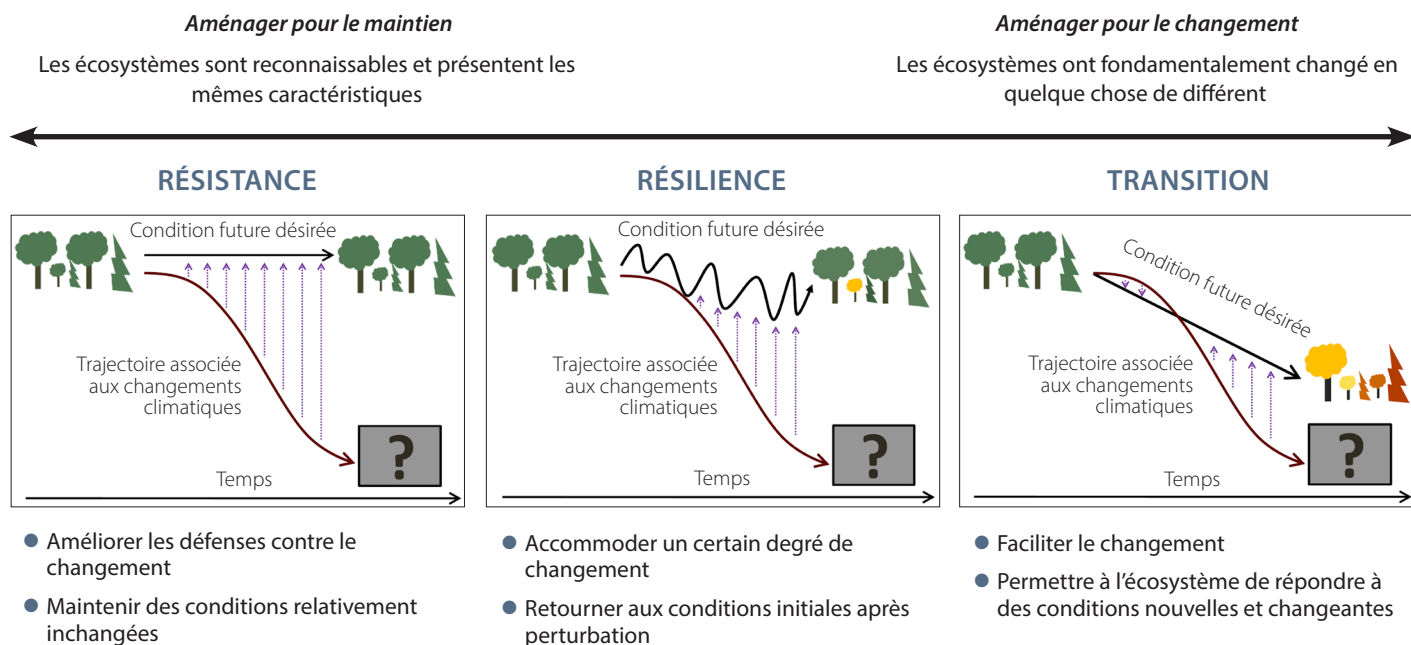 Aménager pour le maintien
Les écosystèmes sont reconnaissables et présentent les
mêmes caractéristiques
Aménager pour le changement
Les écosystèmes ont fondamentalement changé en
quelque chose de différent
RÉSISTANCE
Condition future désirée
Trajectoire associée
aux changements
climatiques
?
Temps
● Améliorer les défenses contre le
changement
● Maintenir des conditions relativement
inchangées
RÉSILIENCE
Condition future désirée
Trajectoire associée
aux changements
climatiques
?
Temps
● Accommoder un certain degré de
changement
● Retourner aux conditions initiales après
perturbation
TRANSITION
Condition future désirée
Trajectoire associée
aux changements
climatiques
?
Temps
● Faciliter le changement
● Permettre à l’écosystème de répondre à
des conditions nouvelles et changeantes